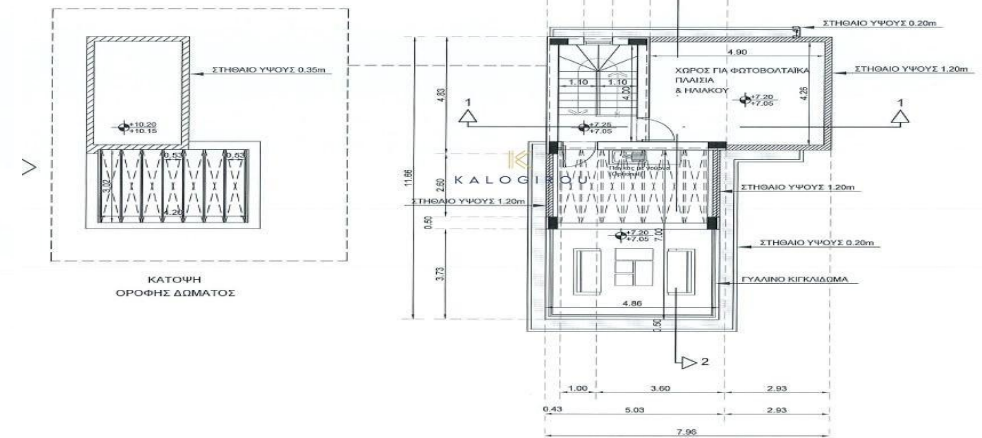 ΣΤΗΘΑΙΟ ΥΨΟΥΣ 0.35m
+10.20
+10.15
0.53
0.53
3.02
4.20
ΚΑΤΟΨΗ
ΟΡΟΦΗΣ ΔΩΜΑΤΟΣ
ΣΤΗΘΑΙΟ ΥΨΟΥΣ 0.20m
4.90
ΧΩΡΟΣ ΓΙΑ ΦΩΤΟΒΟΛΤΑΪΚΑ
ΠΛΑΙΣΙΑ
& ΗΛΙΑΚΟΥ
ΣΤΗΘΑΙΟ ΥΨΟΥΣ 1.20m
1.10
1.10
4.00
4.83
+7.20
+7.05
4.26
1
1
+7.25
+7.05
KALOGIROU
11.66
2.60
ΣΤΗΘΑΙΟ ΥΨΟΥΣ 1.20m
ΣΤΗΘΑΙΟ ΥΨΟΥΣ 1.20m
0.50
+7.20
+7.05
7.00
ΣΤΗΘΑΙΟ ΥΨΟΥΣ 0.20m
3.73
ΓΥΑΛΙΝΟ ΚΙΓΚΛΙΔΩΜΑ
4.86
2
1.00
3.60
2.93
0.43
5.03
2.93
7.96